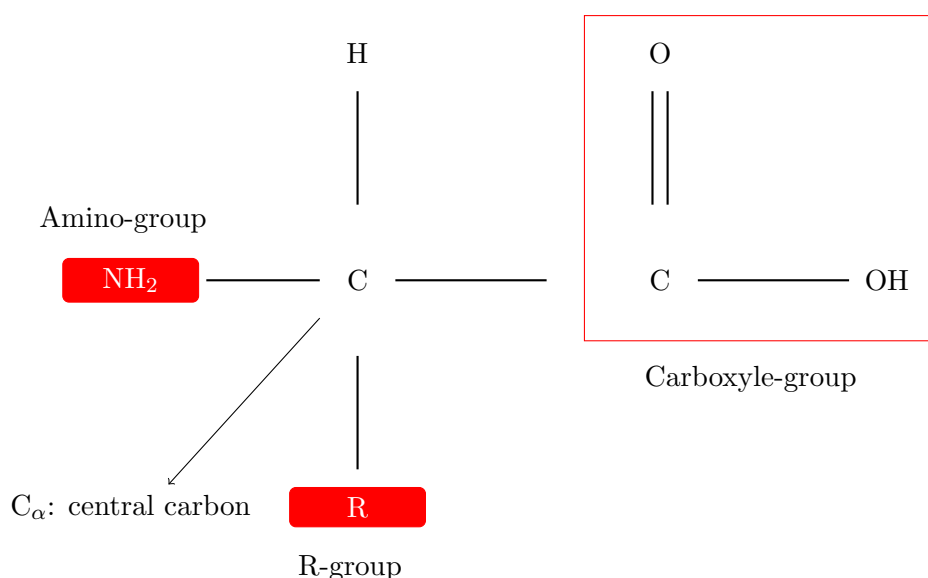 H
O
Amino-group
NH₂
C
C
OH
Carboxyle-group
Cα: central carbon
R
R-group